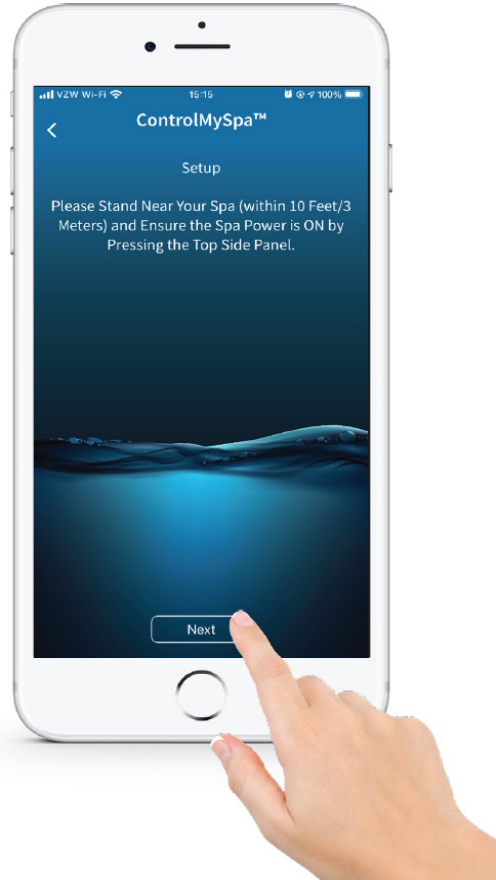 VZW Wi-Fi 15:15 100%
ControlMySpa™
Setup
Please Stand Near Your Spa (within 10 Feet/3
Meters) and Ensure the Spa Power is ON by
Pressing the Top Side Panel.
Next